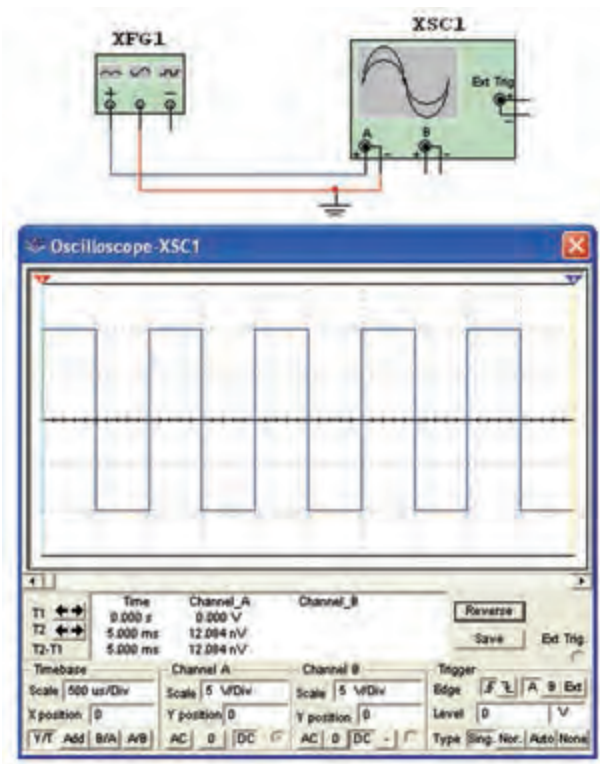 XFG1
XSC1
Ext Trig
A B
Oscilloscope-XSC1
Time Channel_A Channel_B
T1 0.000 s 0.000 V
T2 5.000 ms 12.084 nV
T2-T1 5.000 ms 12.084 nV
Reverse
Save Ext Trig
Timebase Channel A Channel B Trigger
Scale 500 us/Div Scale 5 V/Div Scale 5 V/Div Edge A B Ext
X position 0 Y position 0 Y position 0 Level 0 V
Y/T Add B/A A/B AC 0 DC AC 0 DC - Type Sing. Nor. Auto None